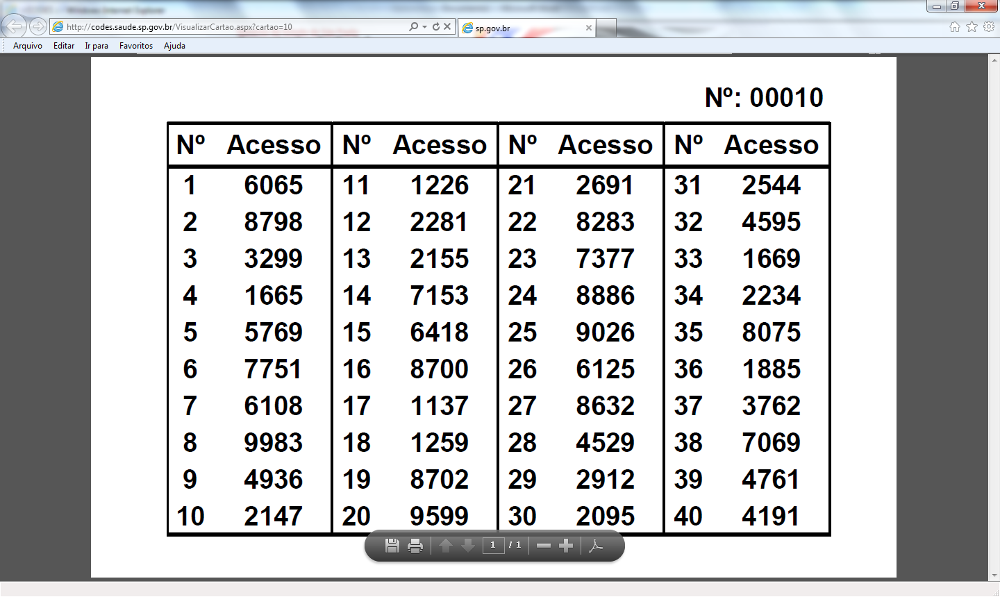 http://codes.saude.sp.gov.br/VisualizarCartao.aspx?cartao=10
sp.gov.br
Arquivo Editar Ir para Favoritos Ajuda
Nº: 00010
Nº Acesso Nº Acesso Nº Acesso Nº Acesso
1 6065 11 1226 21 2691 31 2544
2 8798 12 2281 22 8283 32 4595
3 3299 13 2155 23 7377 33 1669
4 1665 14 7153 24 8886 34 2234
5 5769 15 6418 25 9026 35 8075
6 7751 16 8700 26 6125 36 1885
7 6108 17 1137 27 8632 37 3762
8 9983 18 1259 28 4529 38 7069
9 4936 19 8702 29 2912 39 4761
10 2147 20 9599 30 2095 40 4191
1 / 1